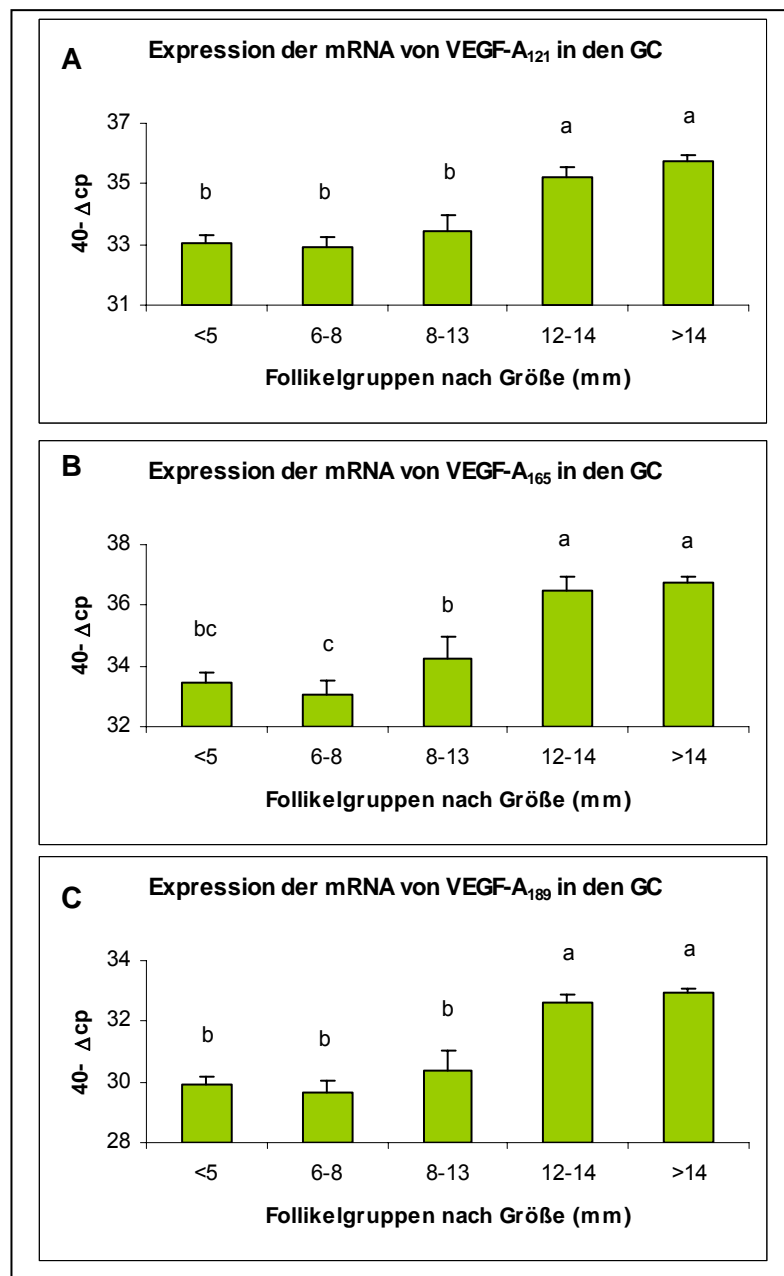 A
Expression der mRNA von VEGF-A₁₂₁ in den GC
37
35
33
31
40- Δcp
b b b a a
<5 6-8 8-13 12-14 >14
Follikelgruppen nach Größe (mm)
B
Expression der mRNA von VEGF-A₁₆₅ in den GC
38
36
34
32
40- Δcp
bc c b a a
<5 6-8 8-13 12-14 >14
Follikelgruppen nach Größe (mm)
C
Expression der mRNA von VEGF-A₁₈₉ in den GC
34
32
30
28
40- Δcp
b b b a a
<5 6-8 8-13 12-14 >14
Follikelgruppen nach Größe (mm)